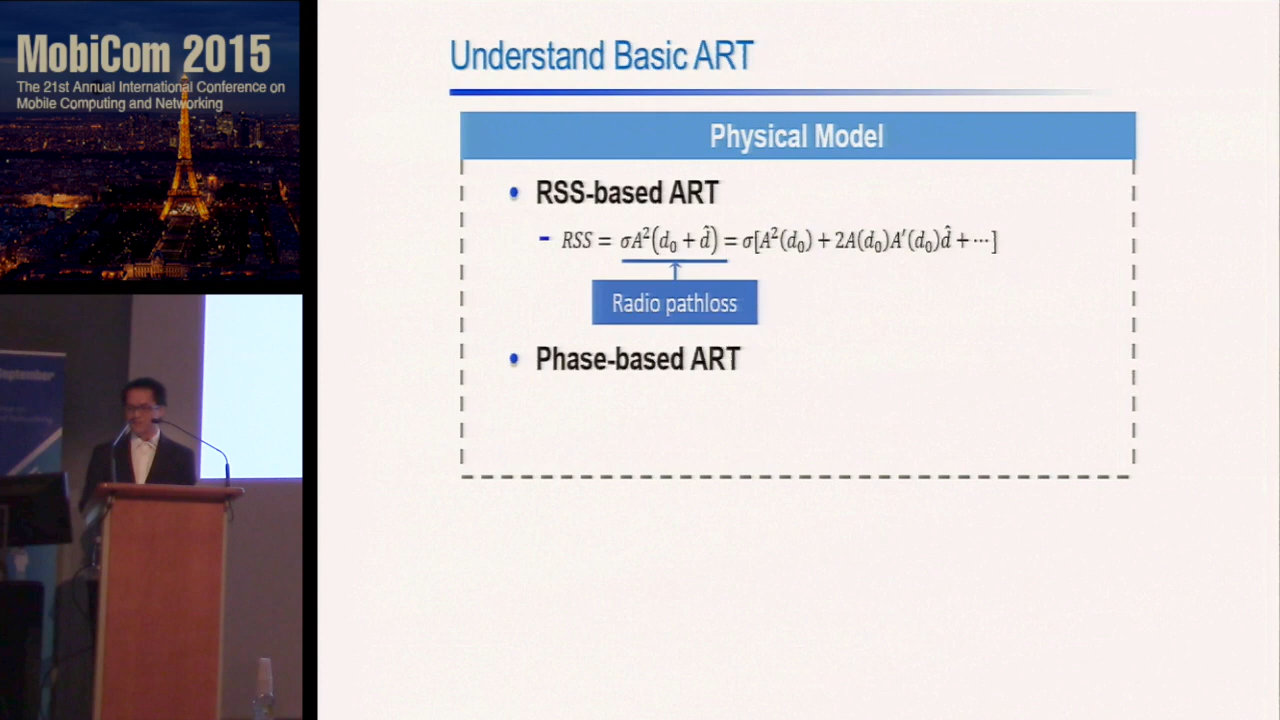 MobiCom 2015
The 21st Annual International Conference on
Mobile Computing and Networking
Understand Basic ART
Physical Model
• RSS-based ART
- RSS = σA²(d₀ + d̂) = σ[A²(d₀) + 2A(d₀)A′(d₀)d̂ + ⋯]
Radio pathloss
• Phase-based ART
September